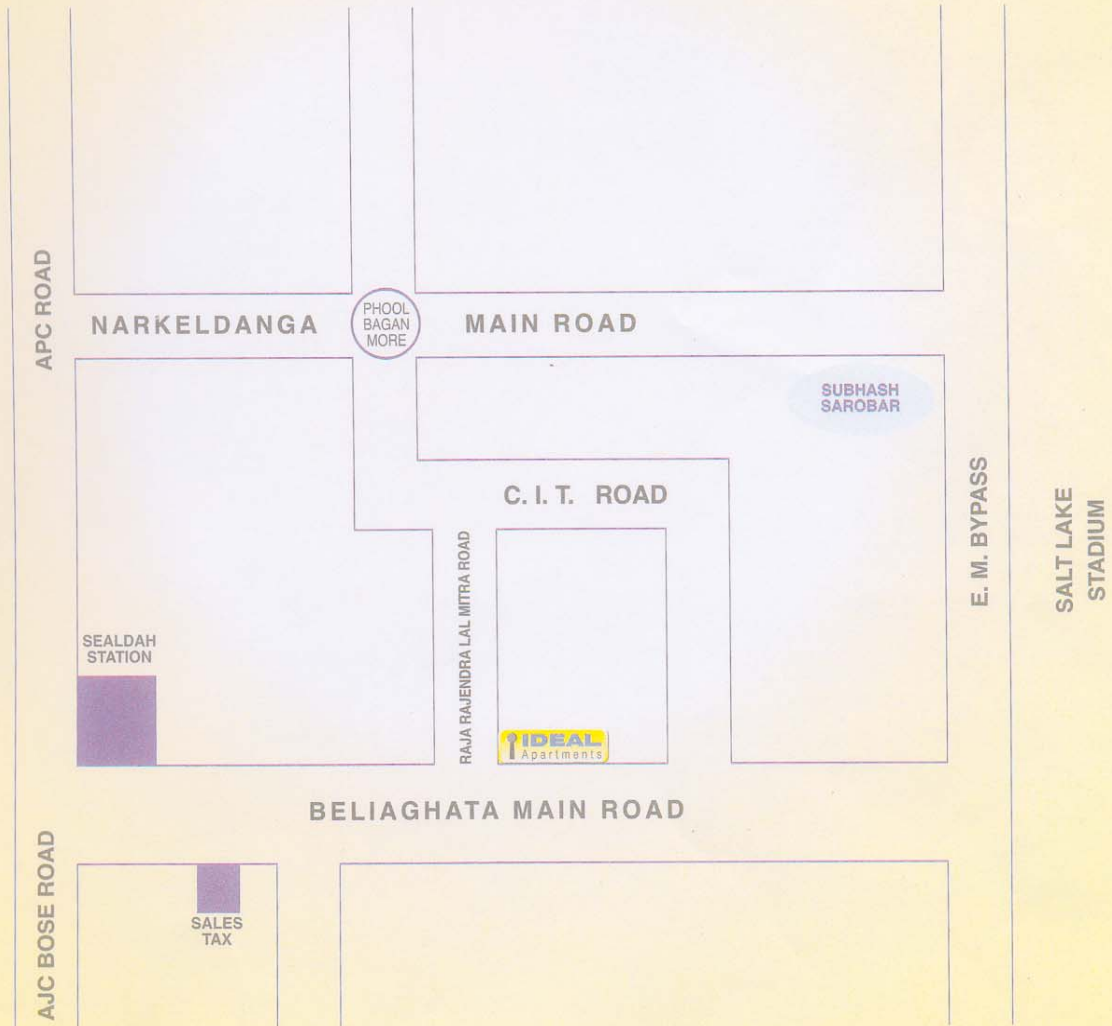 APC ROAD
NARKELDANGA
PHOOL
BAGAN
MORE
MAIN ROAD
SUBHASH
SAROBAR
C. I. T. ROAD
E. M. BYPASS
SALT LAKE
STADIUM
RAJA RAJENDRA LAL MITRA ROAD
SEALDAH
STATION
IDEAL
Apartments
BELIAGHATA MAIN ROAD
AJC BOSE ROAD
SALES
TAX